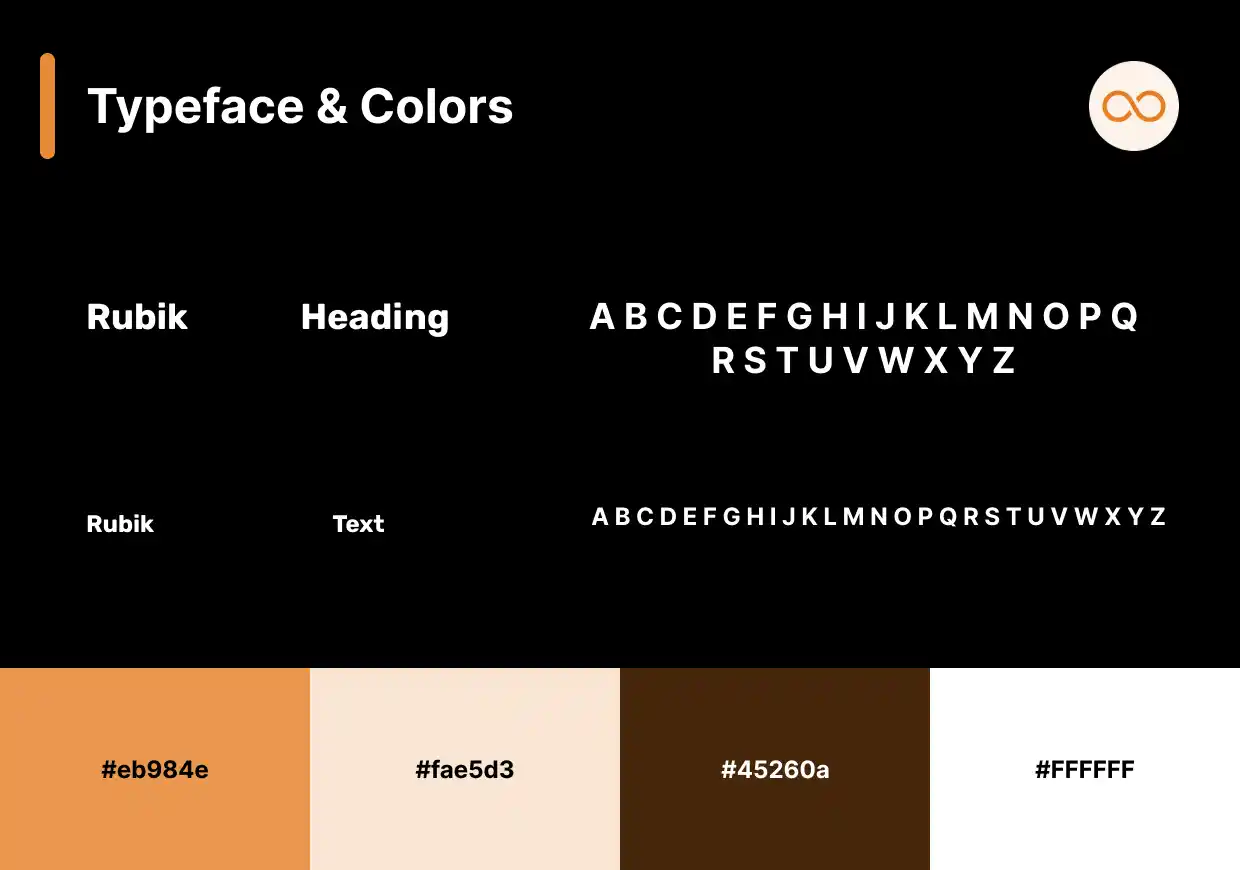 Typeface & Colors
Rubik
Heading
A B C D E F G H I J K L M N O P Q
R S T U V W X Y Z
Rubik
Text
A B C D E F G H I J K L M N O P Q R S T U V W X Y Z
#eb984e
#fae5d3
#45260a
#FFFFFF